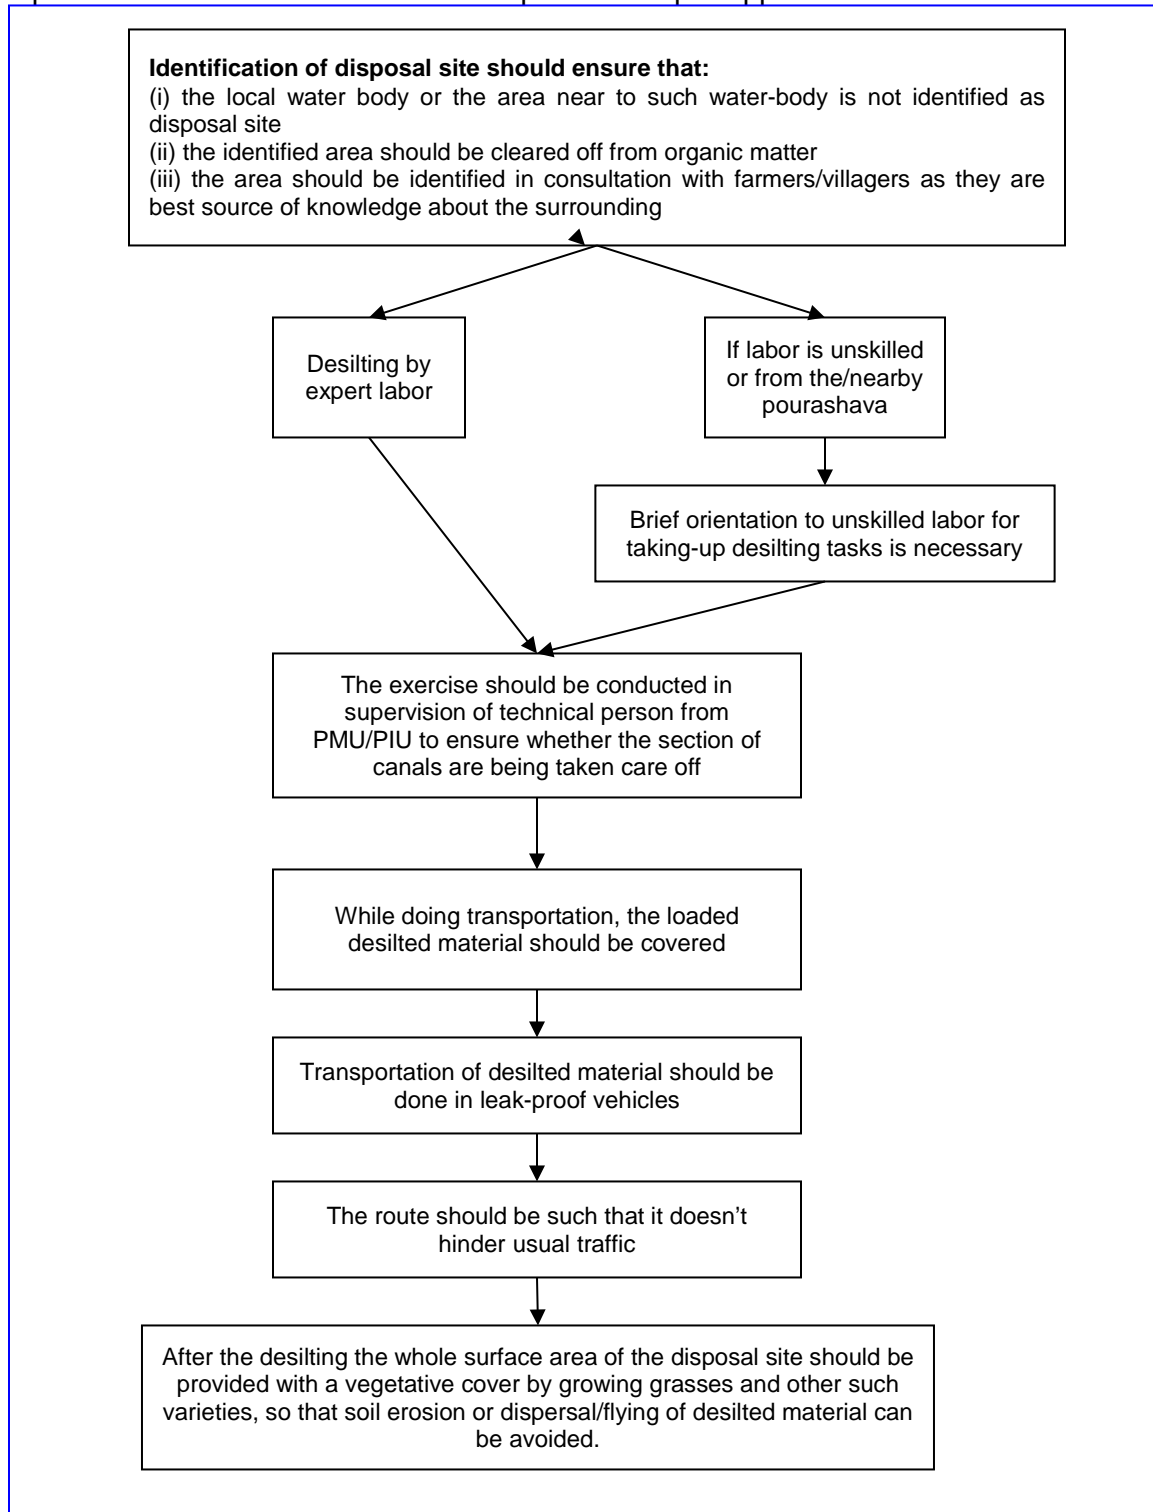 Identification of disposal site should ensure that:
(i) the local water body or the area near to such water-body is not identified as
disposal site
(ii) the identified area should be cleared off from organic matter
(iii) the area should be identified in consultation with farmers/villagers as they are
best source of knowledge about the surrounding
Desilting by
expert labor
If labor is unskilled
or from the/nearby
pourashava
Brief orientation to unskilled labor for
taking-up desilting tasks is necessary
The exercise should be conducted in
supervision of technical person from
PMU/PIU to ensure whether the section of
canals are being taken care off
While doing transportation, the loaded
desilted material should be covered
Transportation of desilted material should be
done in leak-proof vehicles
The route should be such that it doesn’t
hinder usual traffic
After the desilting the whole surface area of the disposal site should be
provided with a vegetative cover by growing grasses and other such
varieties, so that soil erosion or dispersal/flying of desilted material can
be avoided.